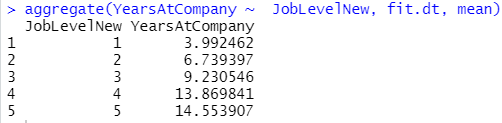 > aggregate(YearsAtCompany ~  JobLevelNew, fit.dt, mean)
  JobLevelNew YearsAtCompany
1           1       3.992462
2           2       6.739397
3           3       9.230546
4           4      13.869841
5           5      14.553907